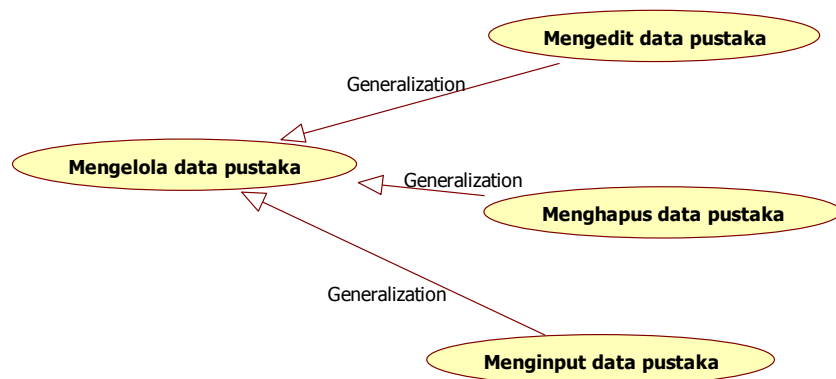 Mengedit data pustaka
Generalization
Mengelola data pustaka
Generalization
Menghapus data pustaka
Generalization
Menginput data pustaka